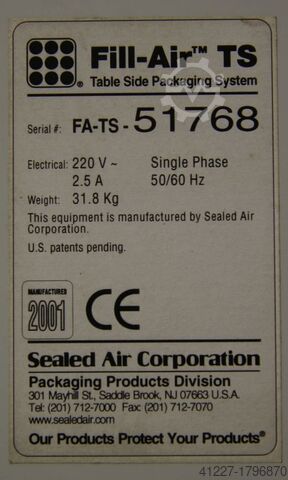 Fill-Air™ TS
Table Side Packaging System
®
Serial #: FA-TS - 51768
Electrical: 220 V ~ Single Phase
2.5 A 50/60 Hz
Weight: 31.8 Kg
This equipment is manufactured by Sealed Air
Corporation.
U.S. patents pending.
MANUFACTURED
2001
CE
Sealed Air Corporation
Packaging Products Division
301 Mayhill St., Saddle Brook, NJ 07663 U.S.A.
Tel: (201) 712-7000 Fax: (201) 712-7070
www.sealedair.com
Our Products Protect Your Products®
41227-1796870